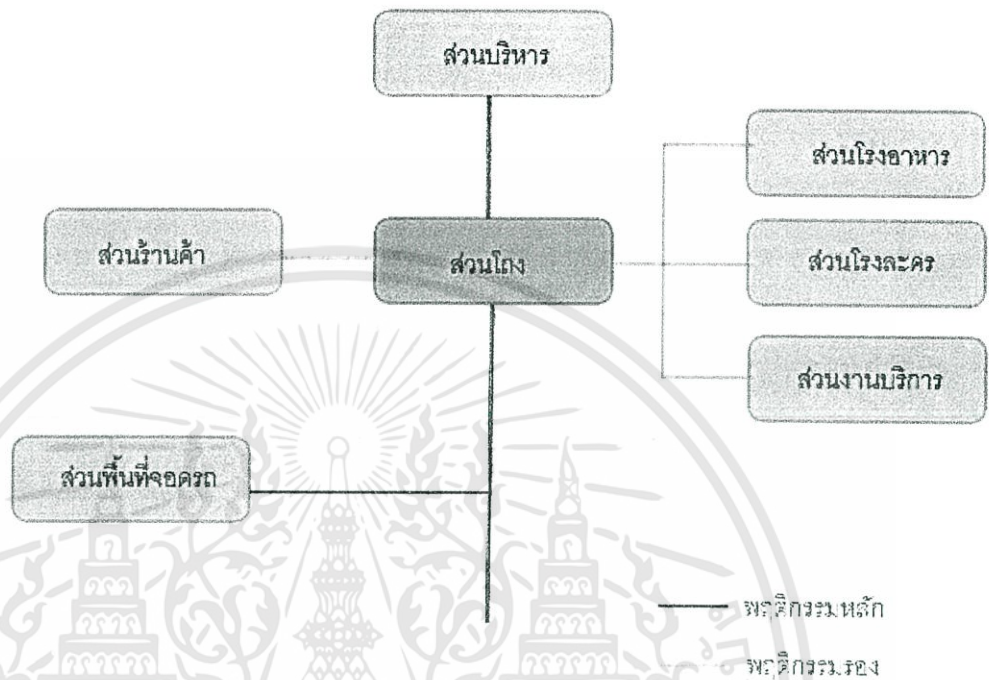 ส่วนบริหาร
ส่วนโรงอาหาร
ส่วนร้านค้า
ส่วนโถง
ส่วนโรงละคร
ส่วนงานบริการ
ส่วนพื้นที่จอดรถ
พฤติกรรมหลัก
พฤติกรรมรอง